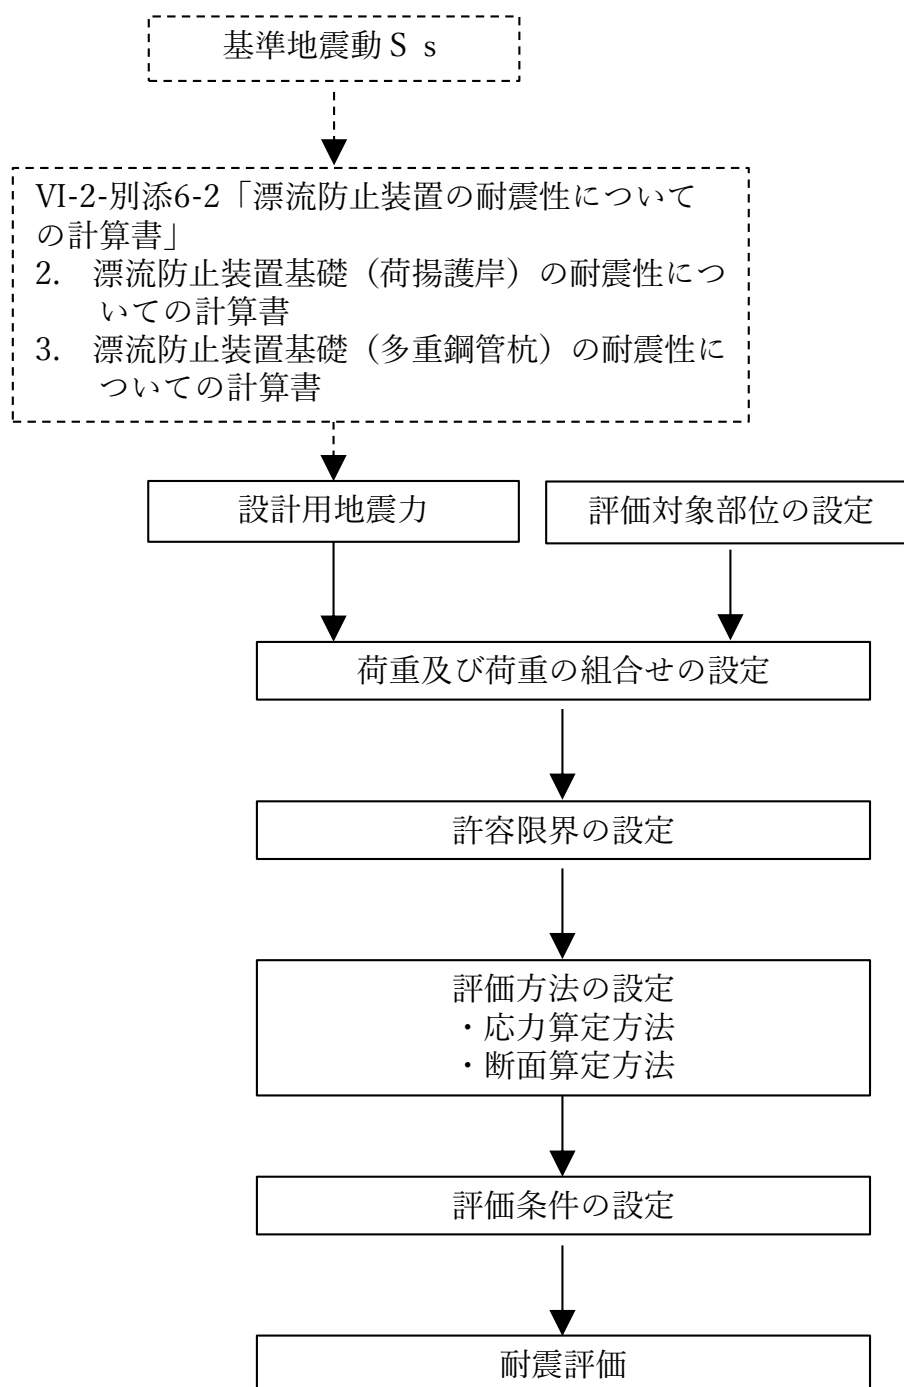 基準地震動Ｓｓ
Ⅵ-2-別添6-2「漂流防止装置の耐震性について
の計算書」
2.　漂流防止装置基礎（荷揚護岸）の耐震性につ
いての計算書
3.　漂流防止装置基礎（多重鋼管杭）の耐震性に
ついての計算書
設計用地震力
評価対象部位の設定
荷重及び荷重の組合せの設定
許容限界の設定
評価方法の設定
・応力算定方法
・断面算定方法
評価条件の設定
耐震評価